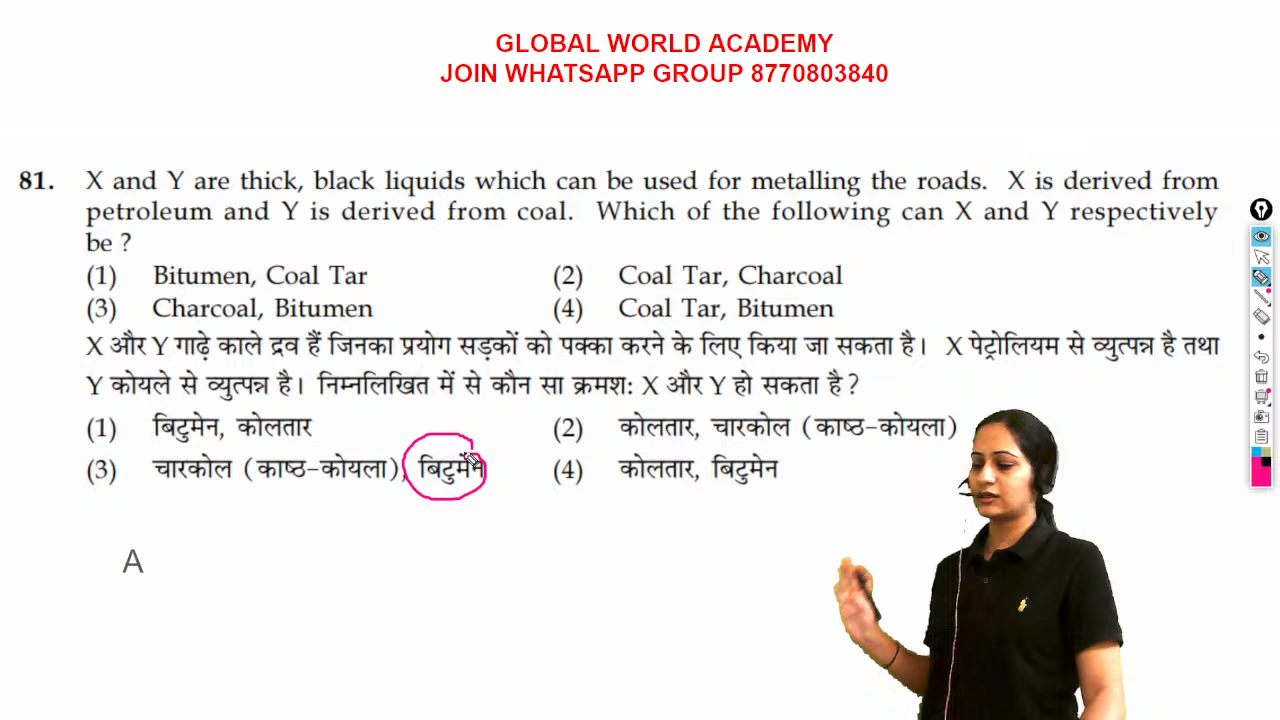 GLOBAL WORLD ACADEMY
JOIN WHATSAPP GROUP 8770803840
81. X and Y are thick, black liquids which can be used for metalling the roads. X is derived from
petroleum and Y is derived from coal. Which of the following can X and Y respectively
be ?
(1) Bitumen, Coal Tar (2) Coal Tar, Charcoal
(3) Charcoal, Bitumen (4) Coal Tar, Bitumen
X और Y गाढ़े काले द्रव हैं जिनका प्रयोग सड़कों को पक्का करने के लिए किया जा सकता है। X पेट्रोलियम से व्युत्पन्न है तथा
Y कोयले से व्युत्पन्न है। निम्नलिखित में से कौन सा क्रमश: X और Y हो सकता है ?
(1) बिटुमेन, कोलतार (2) कोलतार, चारकोल (काष्ठ-कोयला)
(3) चारकोल (काष्ठ-कोयला), बिटुमेन (4) कोलतार, बिटुमेन
A